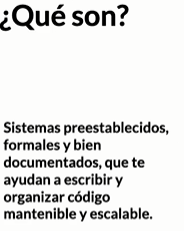 ¿Qué son?
Sistemas preestablecidos,
formales y bien
documentados, que te
ayudan a escribir y
organizar código
mantenible y escalable.